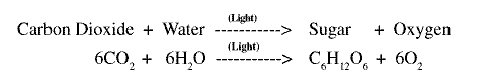 (Light)
Carbon Dioxide + Water -----------> Sugar + Oxygen
(Light)
6CO₂ + 6H₂O -----------> C₆H₁₂O₆ + 6O₂